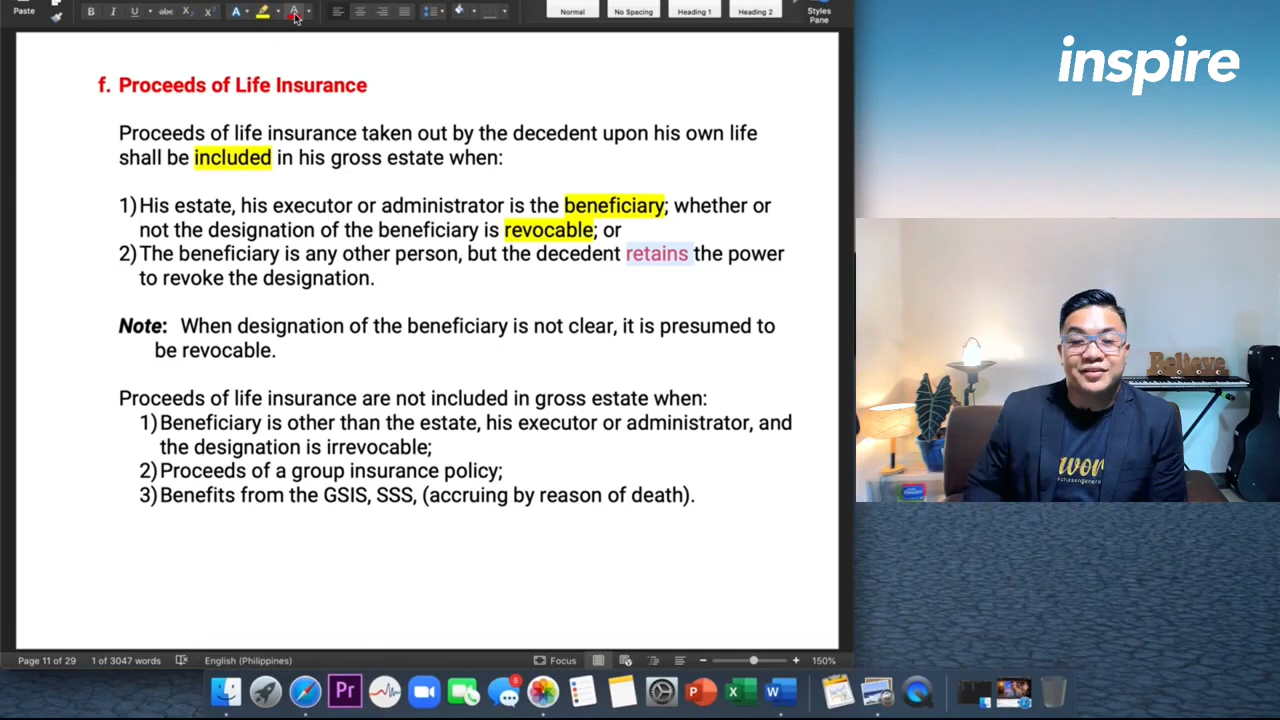 Paste
B I U abc X₂ X² A A
Normal
No Spacing
Heading 1
Heading 2
Styles
Pane
inspire
f. Proceeds of Life Insurance
Proceeds of life insurance taken out by the decedent upon his own life
shall be included in his gross estate when:
1) His estate, his executor or administrator is the beneficiary; whether or
not the designation of the beneficiary is revocable; or
2) The beneficiary is any other person, but the decedent retains the power
to revoke the designation.
Note: When designation of the beneficiary is not clear, it is presumed to
be revocable.
Proceeds of life insurance are not included in gross estate when:
1) Beneficiary is other than the estate, his executor or administrator, and
the designation is irrevocable;
2) Proceeds of a group insurance policy;
3) Benefits from the GSIS, SSS, (accruing by reason of death).
Believe
wor
Page 11 of 29
1 of 3047 words
English (Philippines)
Focus
150%
Pr
5
P
X
W